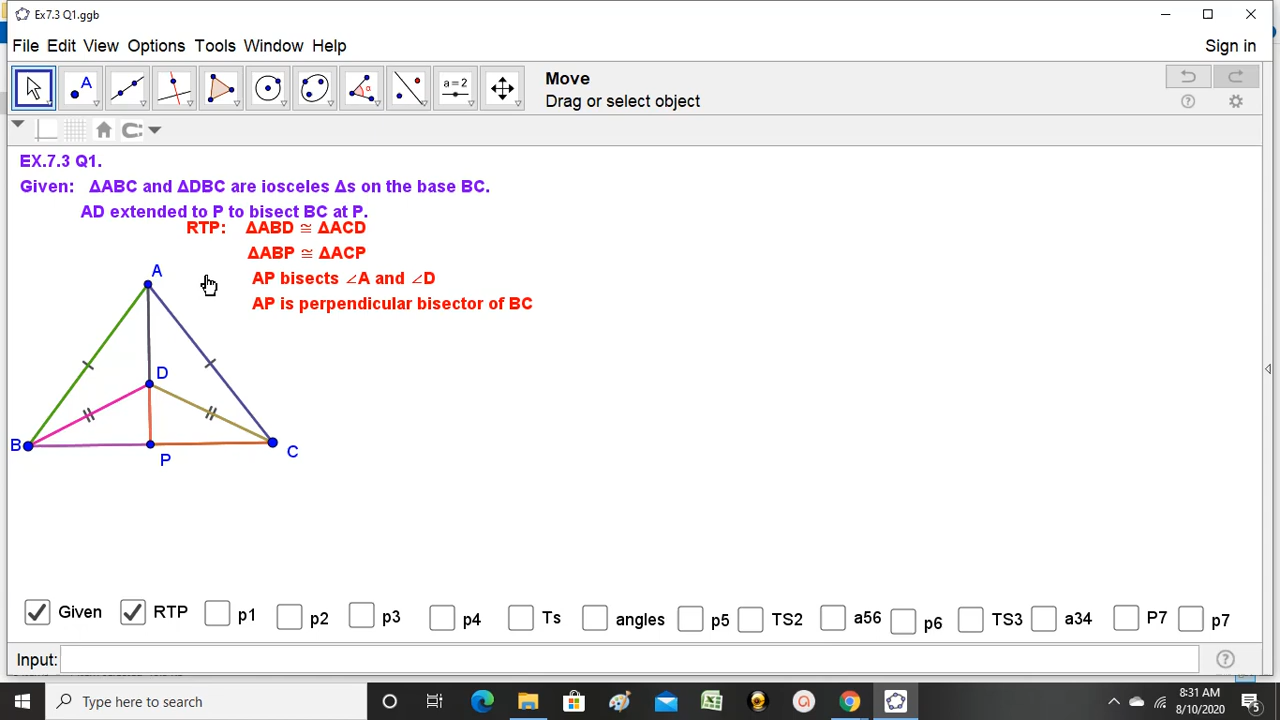 Ex7.3 Q1.ggb
File Edit View Options Tools Window Help
Sign in
A
α
a=2
Move
Drag or select object
EX.7.3 Q1.
Given: ΔABC and ΔDBC are iosceles Δs on the base BC.
AD extended to P to bisect BC at P.
RTP: ΔABD ≅ ΔACD
ΔABP ≅ ΔACP
AP bisects ∠A and ∠D
AP is perpendicular bisector of BC
A
D
B
C
P
Given RTP p1 p2 p3 p4 Ts angles p5 TS2 a56 p6 TS3 a34 P7 p7
Input:
Type here to search
8:31 AM
8/10/2020
5